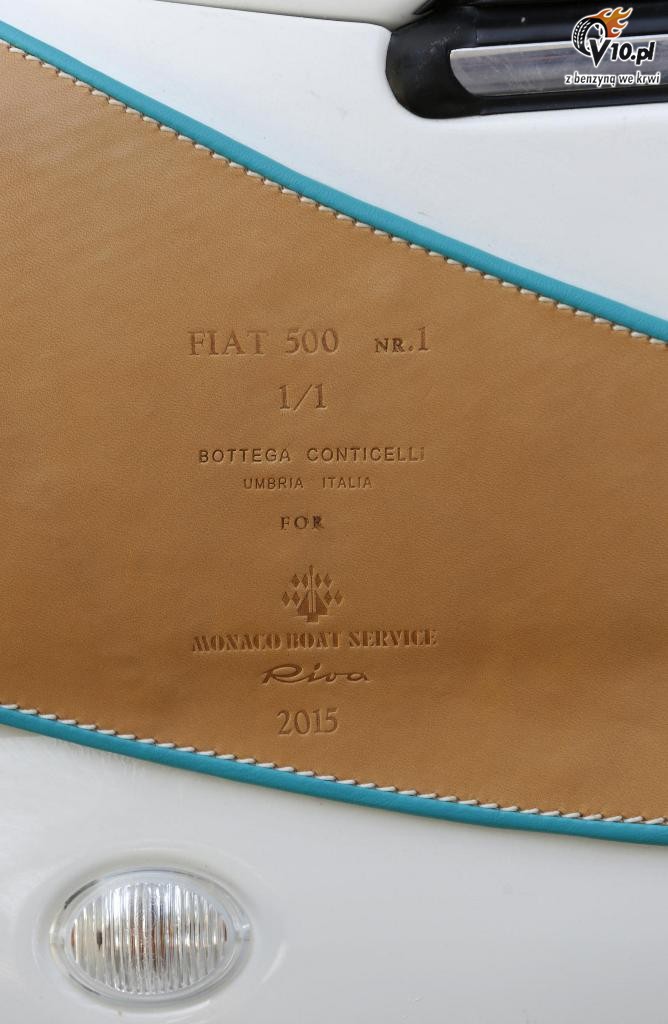 V10.pl
z benzyną we krwi
FIAT 500 NR.1
1/1
BOTTEGA CONTICELLi
UMBRIA ITALIA
FOR
MONACO BOAT SERVICE
Riva
2015